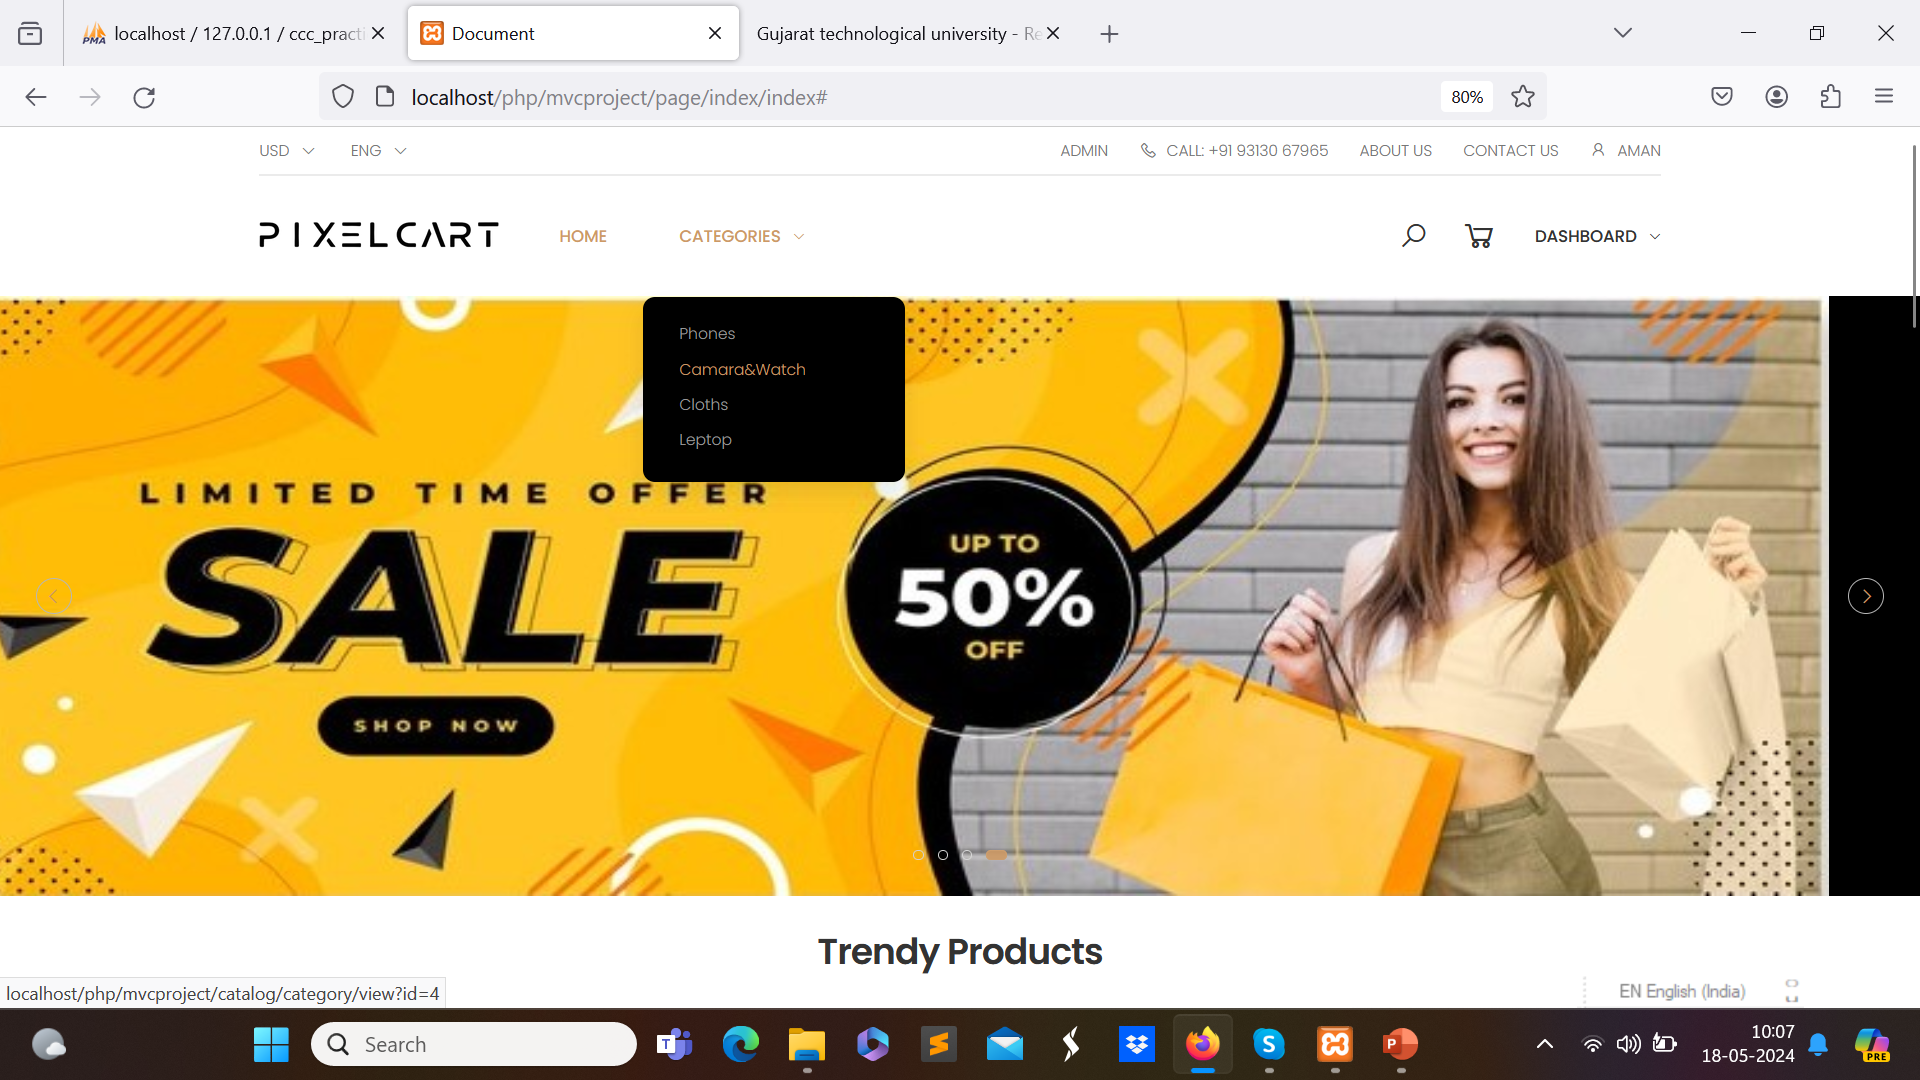 localhost / 127.0.0.1 / ccc_practi
Document
Gujarat technological university - Re
localhost/php/mvcproject/page/index/index#
80%
USD
ENG
ADMIN
CALL: +91 93130 67965
ABOUT US
CONTACT US
AMAN
PIXELCART
HOME
CATEGORIES
DASHBOARD
Phones
Camara&Watch
Cloths
Leptop
LIMITED TIME OFFER
SALE
SHOP NOW
UP TO
50%
OFF
Trendy Products
localhost/php/mvcproject/catalog/category/view?id=4
EN English (India)
Search
10:07
18-05-2024
PRE